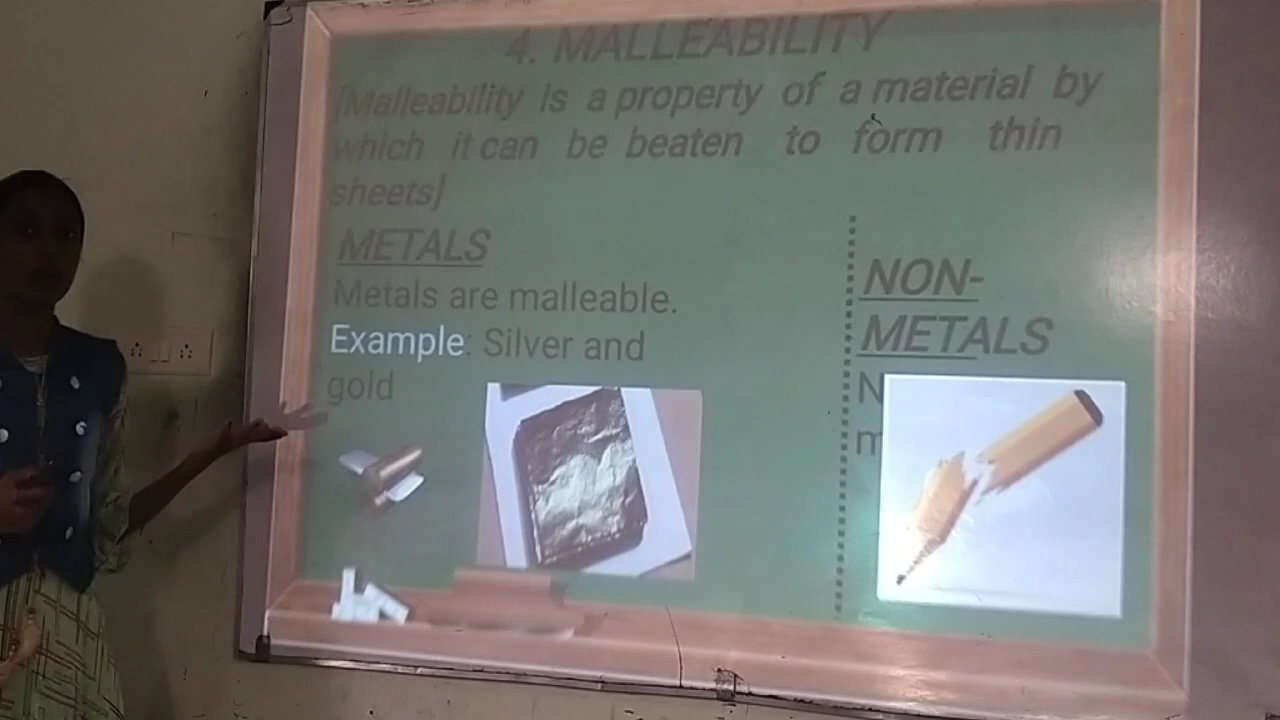 4. MALLEABILITY
[Malleability is a property of a material by
which it can be beaten to form thin
sheets]
METALS
Metals are malleable.
Example: Silver and
gold
NON-
METALS